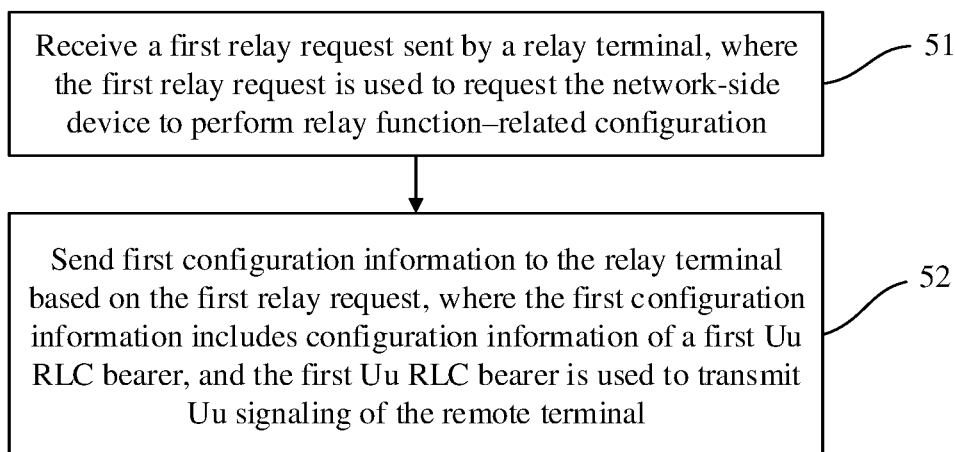 Receive a first relay request sent by a relay terminal, where
the first relay request is used to request the network-side
device to perform relay function–related configuration
51
Send first configuration information to the relay terminal
based on the first relay request, where the first configuration
information includes configuration information of a first Uu
RLC bearer, and the first Uu RLC bearer is used to transmit
Uu signaling of the remote terminal
52